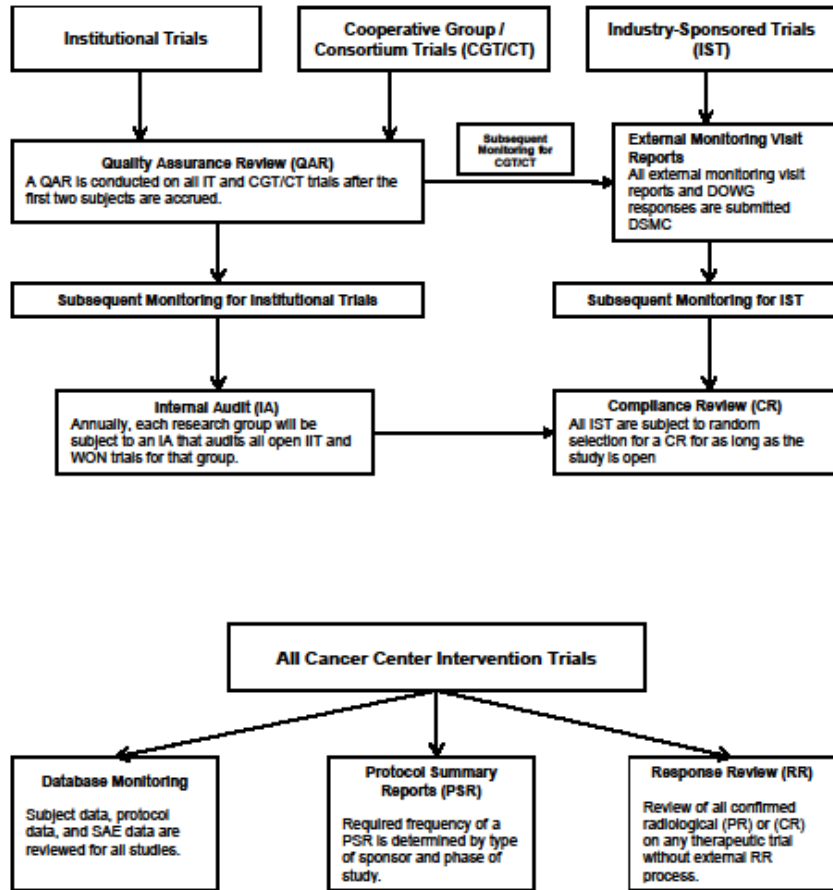 Institutional Trials
Cooperative Group /
Consortium Trials (CGT/CT)
Industry-Sponsored Trials
(IST)
Quality Assurance Review (QAR)
A QAR is conducted on all IT and CGT/CT trials after the
first two subjects are accrued.
Subsequent
Monitoring for
CGT/CT
External Monitoring Visit
Reports
All external monitoring visit
reports and DOWG
responses are submitted
DSMC
Subsequent Monitoring for Institutional Trials
Subsequent Monitoring for IST
Internal Audit (IA)
Annually, each research group will be
subject to an IA that audits all open IIT and
WON trials for that group.
Compliance Review (CR)
All IST are subject to random
selection for a CR for as long as the
study is open
All Cancer Center Intervention Trials
Database Monitoring
Subject data, protocol
data, and SAE data are
reviewed for all studies.
Protocol Summary
Reports (PSR)
Required frequency of a
PSR is determined by type
of sponsor and phase of
study.
Response Review (RR)
Review of all confirmed
radiological (PR) or (CR)
on any therapeutic trial
without external RR
process.